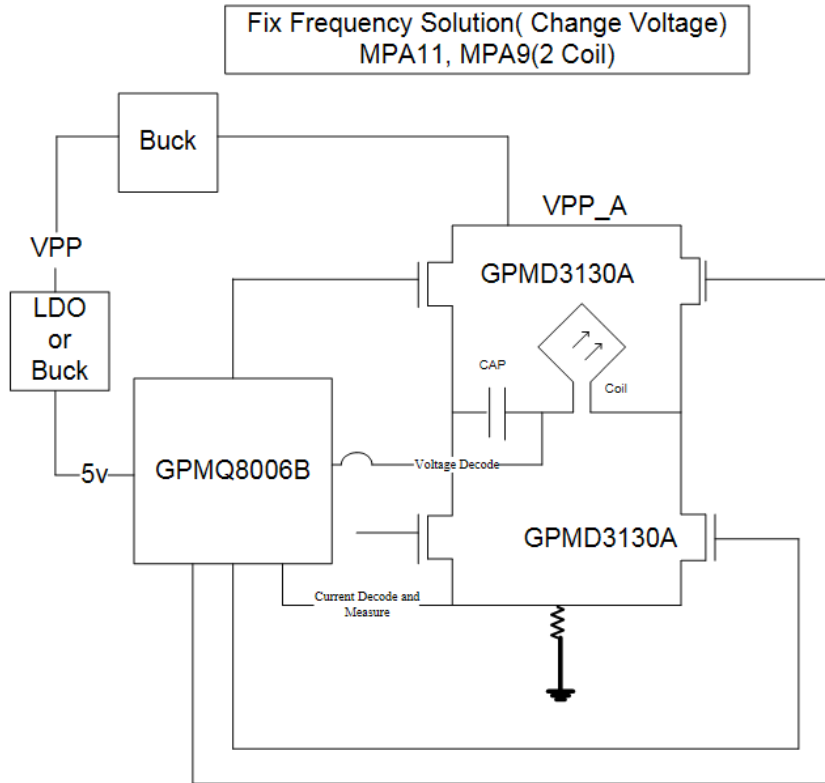 Fix Frequency Solution( Change Voltage)
MPA11, MPA9(2 Coil)
Buck
VPP_A
VPP
GPMD3130A
LDO
or
Buck
CAP
Coil
5v
GPMQ8006B
Voltage Decode
GPMD3130A
Current Decode and
Measure